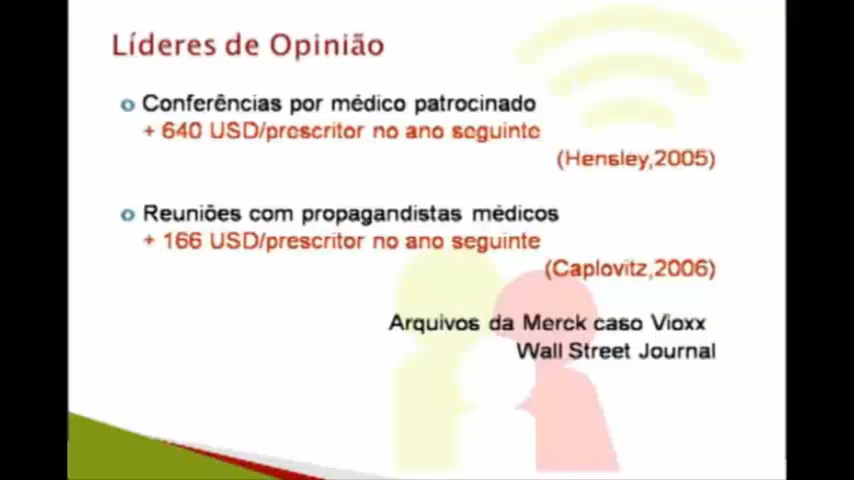 Líderes de Opinião
Conferências por médico patrocinado
+ 640 USD/prescritor no ano seguinte
(Hensley,2005)
Reuniões com propagandistas médicos
+ 166 USD/prescritor no ano seguinte
(Caplovitz,2006)
Arquivos da Merck caso Vioxx
Wall Street Journal